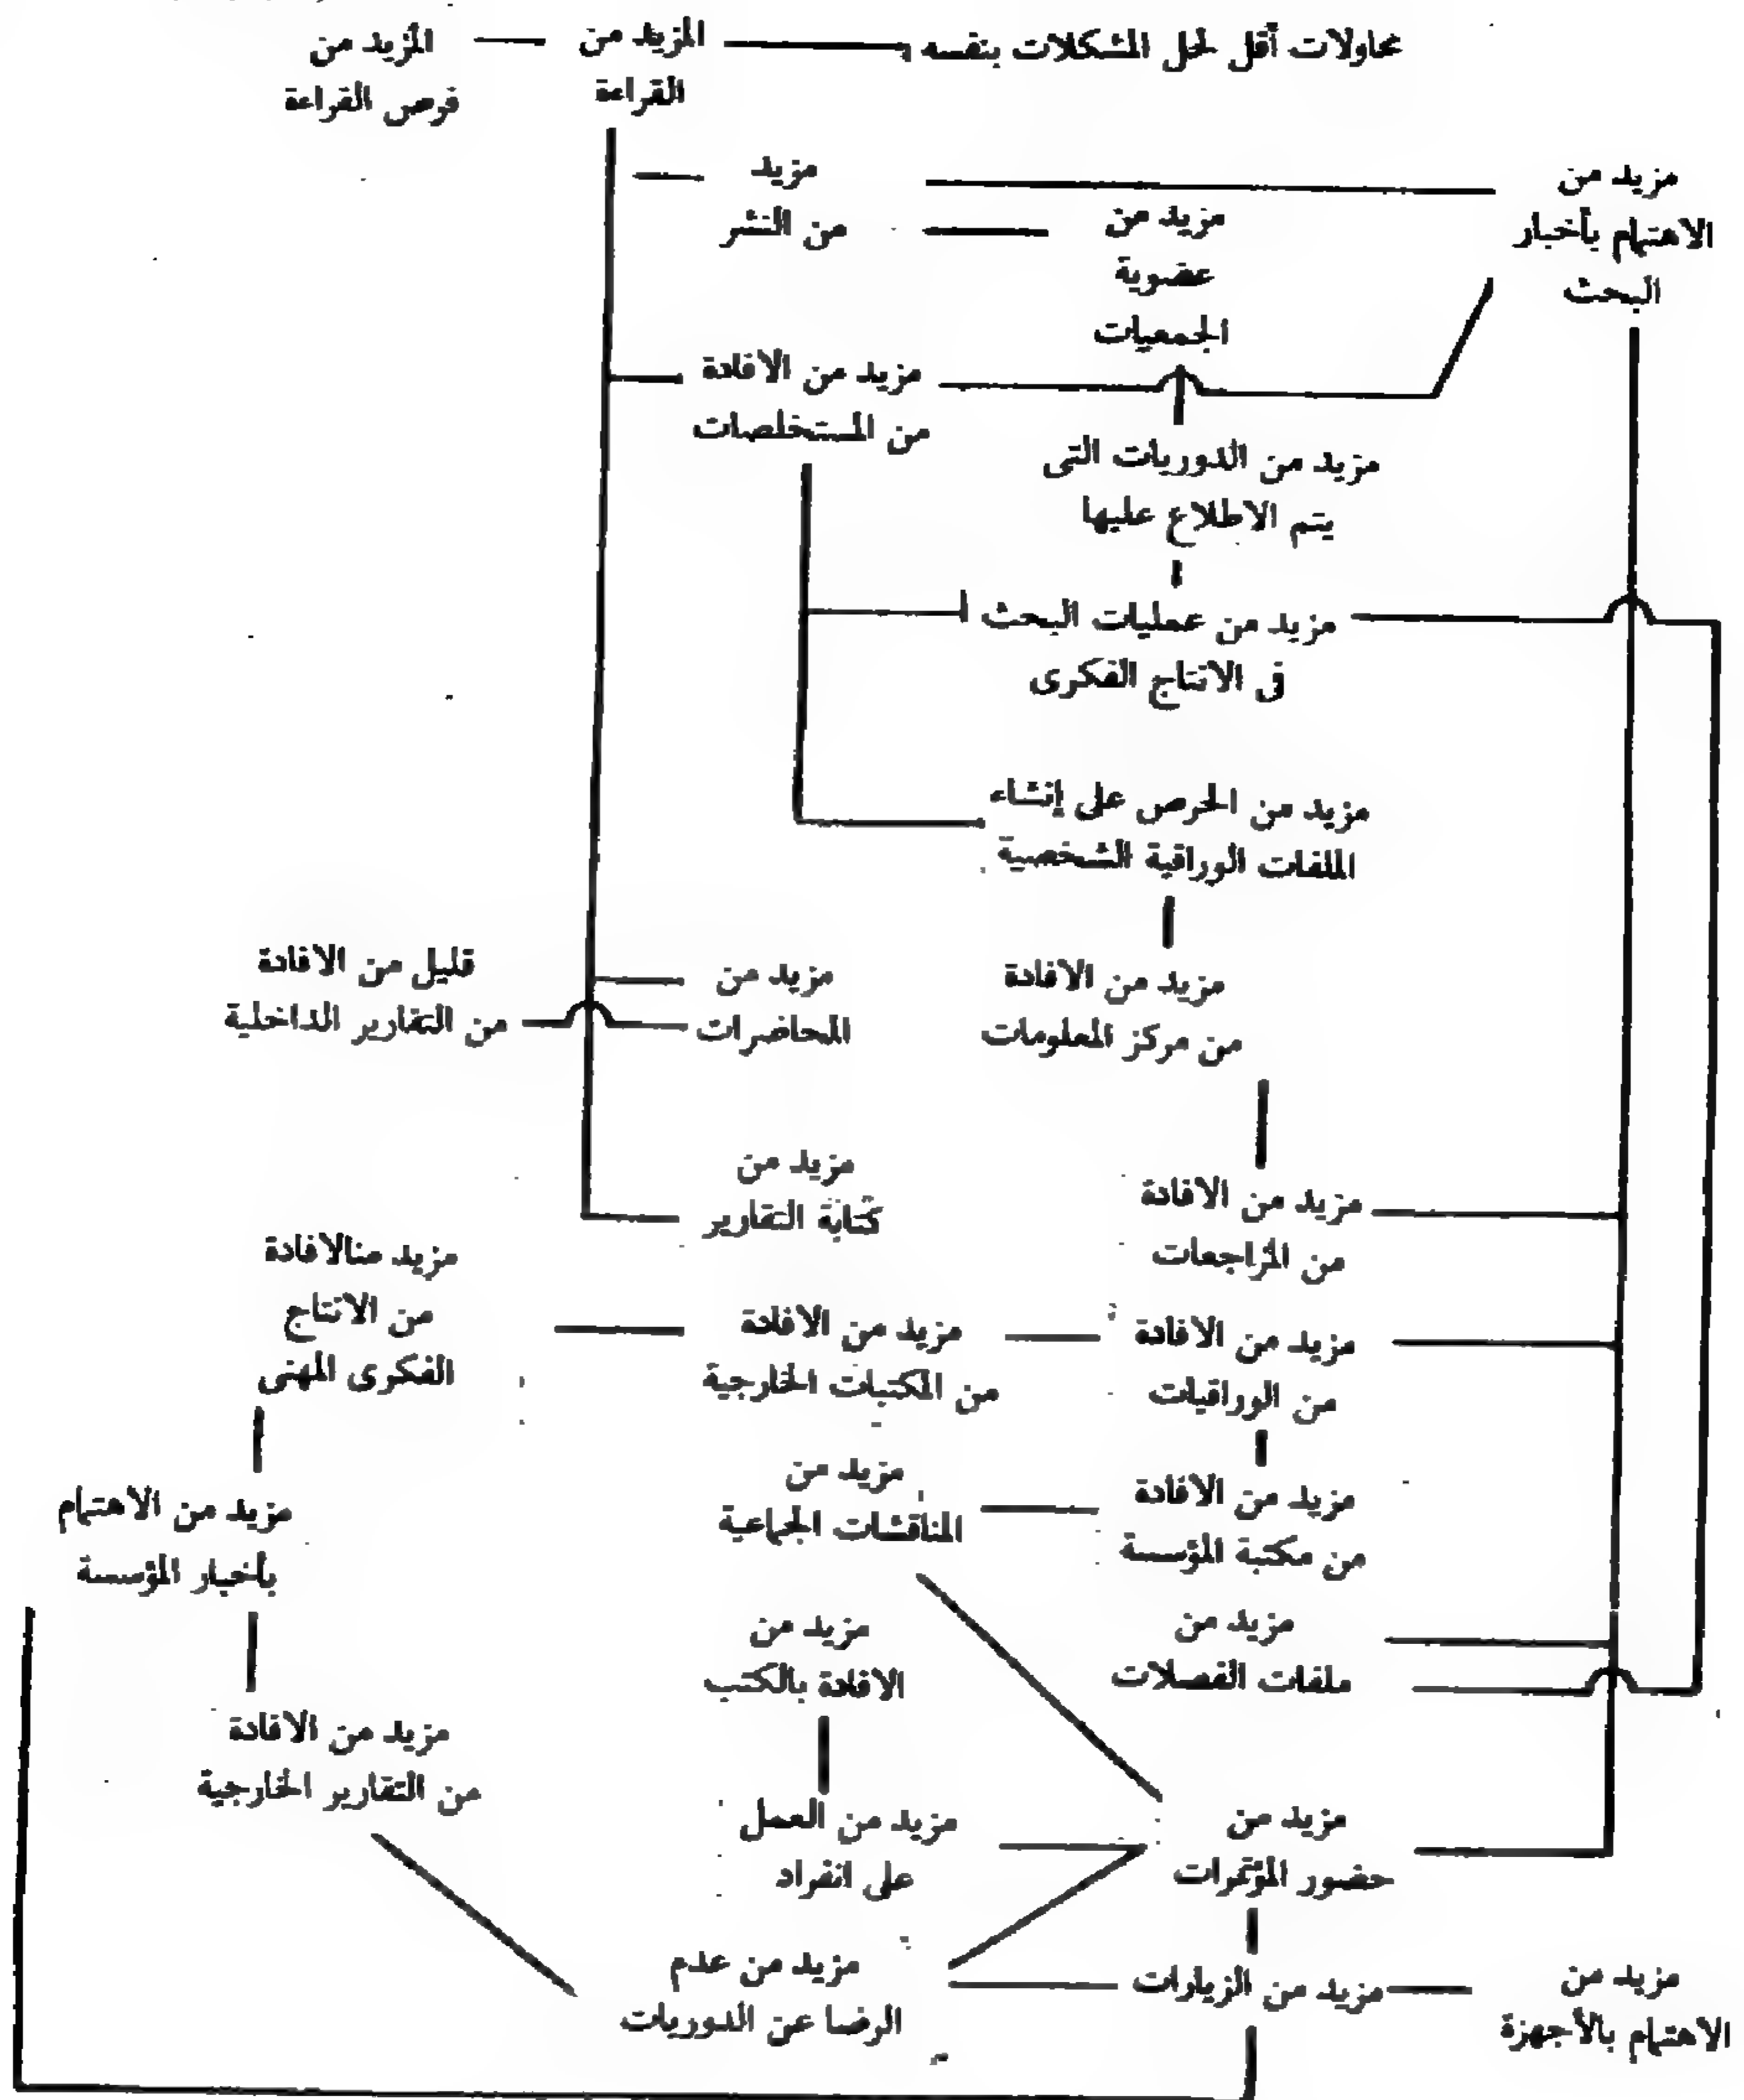 محاولات أقل لحل المشكلات بنفسه
المزيد من
القراءة
المزيد من
فرص القراءة
مزيد من
الاهتمام بأخبار
البحث
مزيد من
عضوية
الجمعيات
مزيد
من النشر
مزيد من الافادة
من المستخلصات
مزيد من الدوريات التى
يتم الاطلاع عليها
مزيد من عمليات البحث
فى الانتاج الفكرى
مزيد من الحرص على إنشاء
الملفات الوراقية الشخصية
مزيد من الافادة
من مركز المعلومات
مزيد من
المحاضرات
قليل من الافادة
من التقارير الداخلية
مزيد من
كتابة التقارير
مزيد من الافادة
من المراجعات
مزيد منالافادة
من الانتاج
الفكرى المهنى
مزيد من الافادة
من الوراقيات
مزيد من الافادة
من المكتبات الخارجية
مزيد من الافادة
من مكتبة المؤسسة
مزيد من
المناقشات الجماعية
مزيد من الاهتمام
بأخبار المؤسسة
مزيد من
ملفات الفصلات
مزيد من
الافادة بالكتب
مزيد من الافادة
من التقارير الخارجية
مزيد من
حضور المؤتمرات
مزيد من العمل
على انفراد
مزيد من
الاهتمام بالأجهزة
مزيد من الزيارات
مزيد من عدم
الرضا عن الدوريات